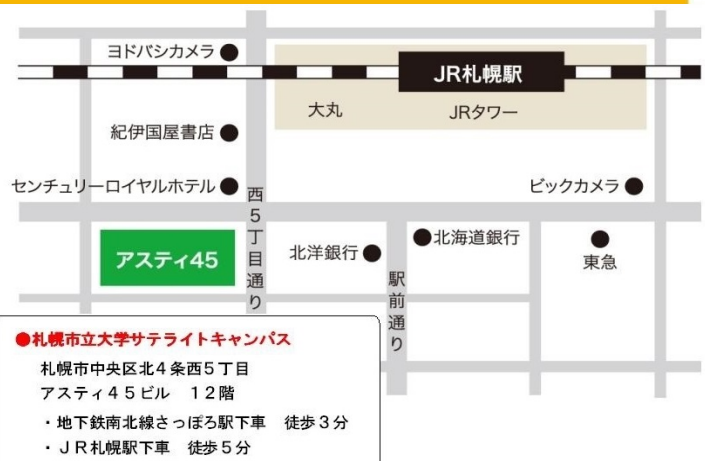 ヨドバシカメラ●
JR札幌駅
大丸
JRタワー
紀伊国屋書店●
センチュリーロイヤルホテル●
ビックカメラ●
西5丁目通り
アスティ45
北洋銀行●
●北海道銀行
●
東急
駅前通り
●札幌市立大学サテライトキャンパス
札幌市中央区北4条西5丁目
アスティ45ビル 12階
・地下鉄南北線さっぽろ駅下車 徒歩3分
・JR札幌駅下車 徒歩5分